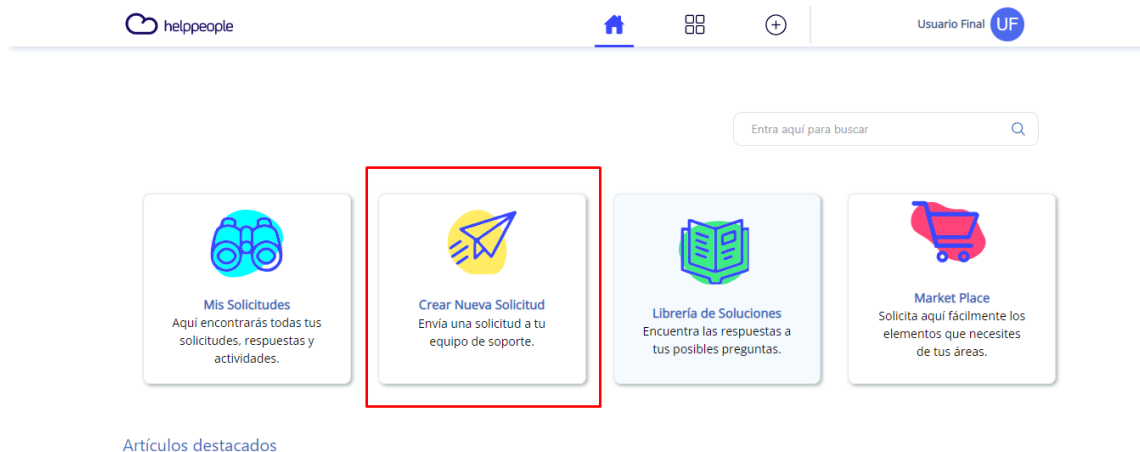 helppeople
Usuario Final UF
Entra aquí para buscar
Mis Solicitudes
Aquí encontrarás todas tus
solicitudes, respuestas y
actividades.
Crear Nueva Solicitud
Envía una solicitud a tu
equipo de soporte.
Librería de Soluciones
Encuentra las respuestas a
tus posibles preguntas.
Market Place
Solicita aquí fácilmente los
elementos que necesites
de tus áreas.
Artículos destacados